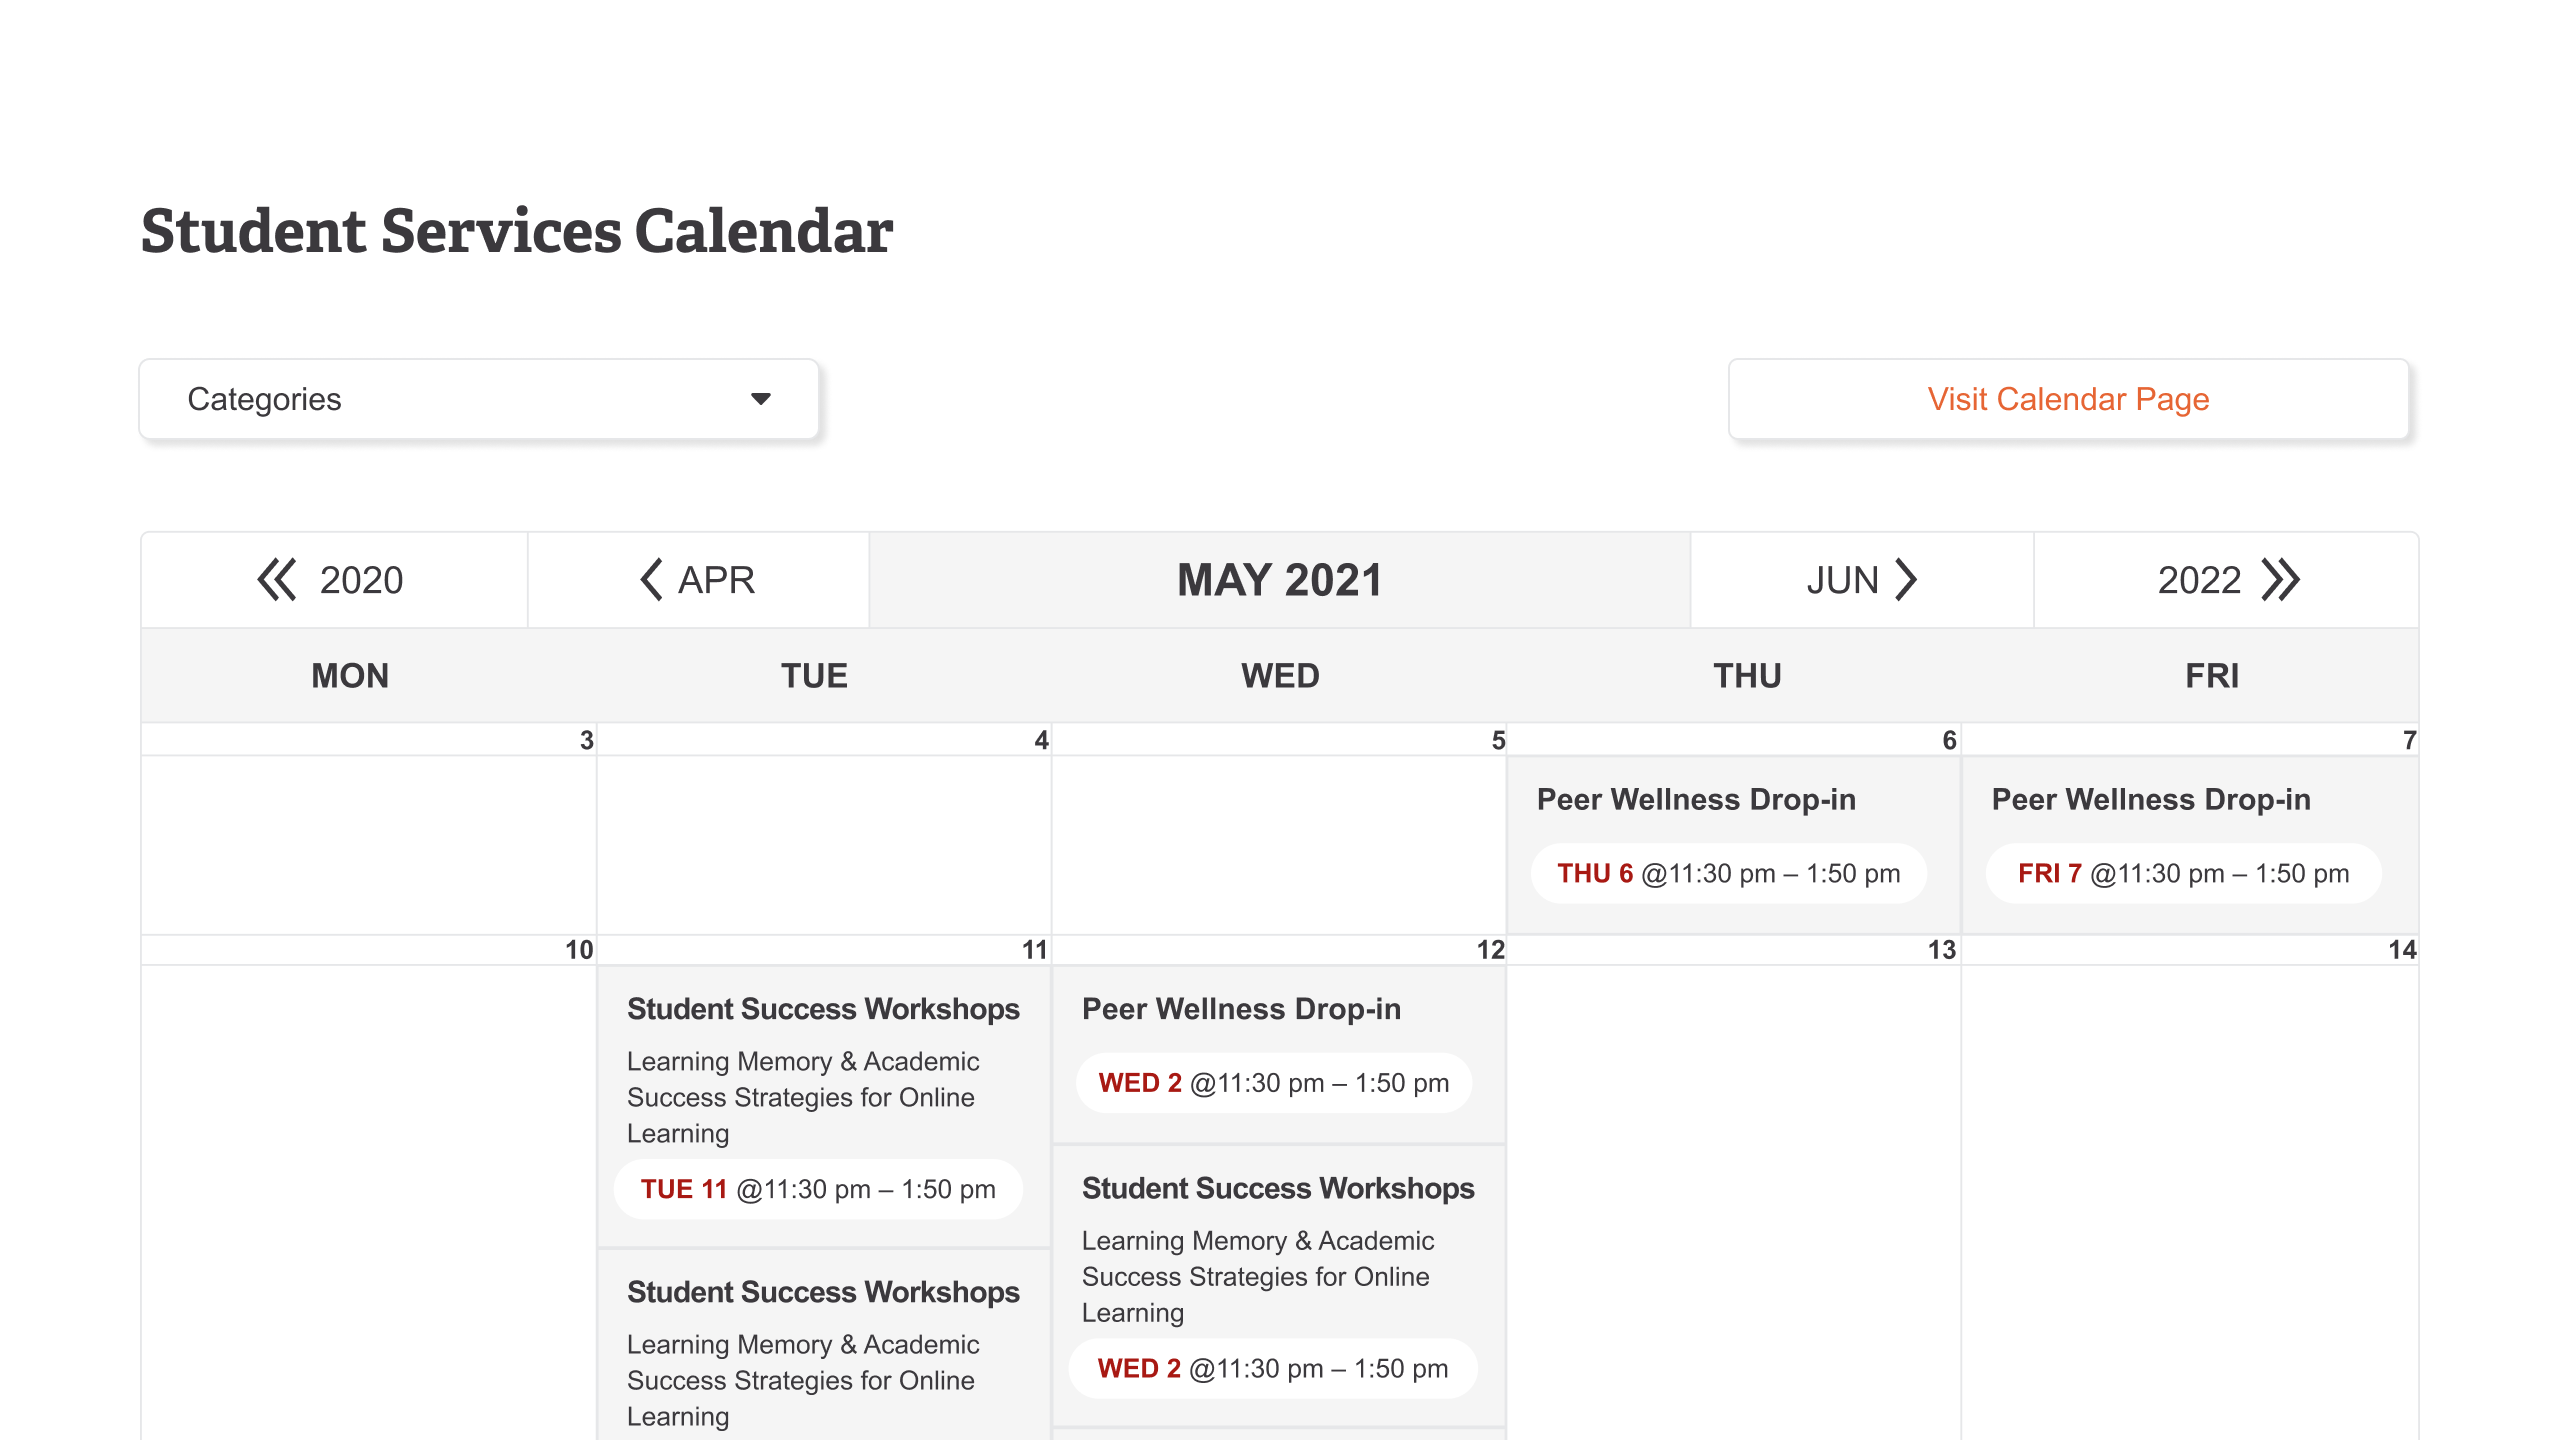 Student Services Calendar
Categories
Visit Calendar Page
2020
APR
MAY 2021
JUN
2022
MON
TUE
WED
THU
FRI
3
4
5
6
7
Peer Wellness Drop-in
THU 6 @11:30 pm – 1:50 pm
Peer Wellness Drop-in
FRI 7 @11:30 pm – 1:50 pm
10
11
12
13
14
Student Success Workshops
Learning Memory & Academic
Success Strategies for Online
Learning
TUE 11 @11:30 pm – 1:50 pm
Student Success Workshops
Learning Memory & Academic
Success Strategies for Online
Learning
Peer Wellness Drop-in
WED 2 @11:30 pm – 1:50 pm
Student Success Workshops
Learning Memory & Academic
Success Strategies for Online
Learning
WED 2 @11:30 pm – 1:50 pm